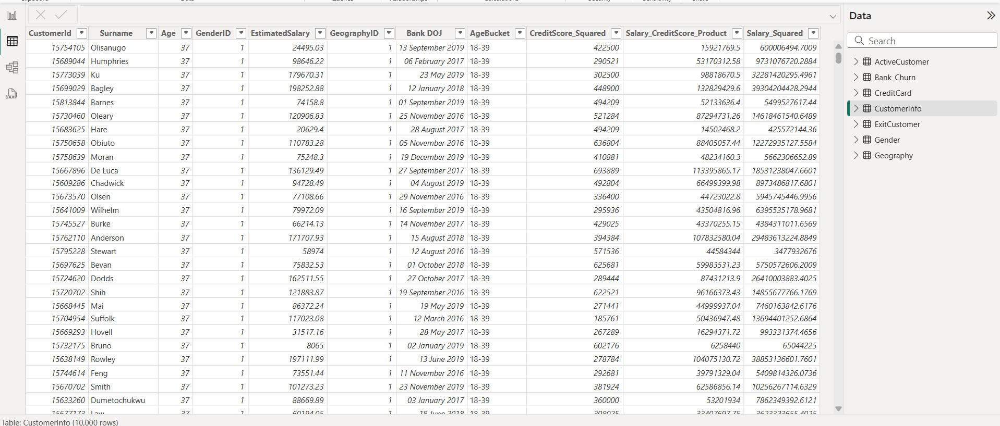 Data
Search
CustomerId Surname Age GenderID EstimatedSalary GeographyID Bank DOJ AgeBucket CreditScore_Squared Salary_CreditScore_Product Salary_Squared
15754105 Olisanugo 37 1 24495.03 1 13 September 2019 18-39 422500 15921769.5 600006494.7009
15689044 Humphries 37 1 98646.22 1 06 February 2017 18-39 290521 53170312.58 9731076720.2884
15773039 Ku 37 1 179670.31 1 23 May 2019 18-39 302500 98818670.5 32281420295.4961
15699029 Bagley 37 1 198252.88 1 12 January 2018 18-39 448900 132829429.6 39304204428.2944
15813844 Barnes 37 1 74158.8 1 01 September 2019 18-39 494209 52133636.4 5499527617.44
15730460 Oleary 37 1 120906.83 1 25 November 2016 18-39 521284 87294731.26 14618461540.6489
15683625 Hare 37 1 20629.4 1 28 August 2017 18-39 494209 14502468.2 425572144.36
15750658 Obiuto 37 1 110783.28 1 05 November 2016 18-39 636804 88405057.44 12272935127.5584
15758639 Moran 37 1 75248.3 1 19 December 2019 18-39 410881 48234160.3 5662306652.89
15667896 De Luca 37 1 136129.49 1 27 September 2017 18-39 693889 113395865.17 18531238047.6601
15609286 Chadwick 37 1 94728.49 1 04 August 2019 18-39 492804 66499399.98 8973486817.6801
15673570 Olsen 37 1 77108.66 1 29 November 2016 18-39 336400 44723022.8 5945745446.9956
15641009 Wilhelm 37 1 79972.09 1 16 September 2019 18-39 295936 43504816.96 6395535178.9681
15745527 Burke 37 1 66214.13 1 14 November 2017 18-39 429025 43370255.15 4384311011.6569
15762110 Anderson 37 1 171707.93 1 15 August 2018 18-39 394384 107832580.04 29483613224.8849
15795228 Stewart 37 1 58974 1 12 August 2016 18-39 571536 44584344 3477932676
15697625 Bevan 37 1 75832.53 1 01 October 2018 18-39 625681 59983531.23 5750572606.2009
15724620 Dodds 37 1 162511.55 1 27 October 2017 18-39 289444 87431213.9 26410003883.4025
15720702 Shih 37 1 121883.87 1 19 September 2016 18-39 622521 96166373.43 14855677766.1769
15668445 Mai 37 1 86372.24 1 19 May 2019 18-39 271441 44999937.04 7460163842.6176
15704954 Suffolk 37 1 117023.08 1 12 March 2016 18-39 185761 50436947.48 13694401252.6864
15669293 Hovell 37 1 31517.16 1 28 May 2017 18-39 267289 16294371.72 993331374.4656
15732175 Bruno 37 1 8065 1 02 January 2019 18-39 602176 6258440 65044225
15638149 Rowley 37 1 197111.99 1 13 June 2019 18-39 278784 104075130.72 38853136601.7601
15744614 Feng 37 1 73551.44 1 11 November 2016 18-39 292681 39791329.04 5409814326.0736
15670702 Smith 37 1 101273.23 1 23 November 2019 18-39 381924 62586856.14 10256267114.6329
15633260 Dumetochukwu 37 1 88669.89 1 03 January 2017 18-39 360000 53201934 7862349392.6121
ActiveCustomer
Bank_Churn
CreditCard
CustomerInfo
ExitCustomer
Gender
Geography
DAX
Table: CustomerInfo (10,000 rows)